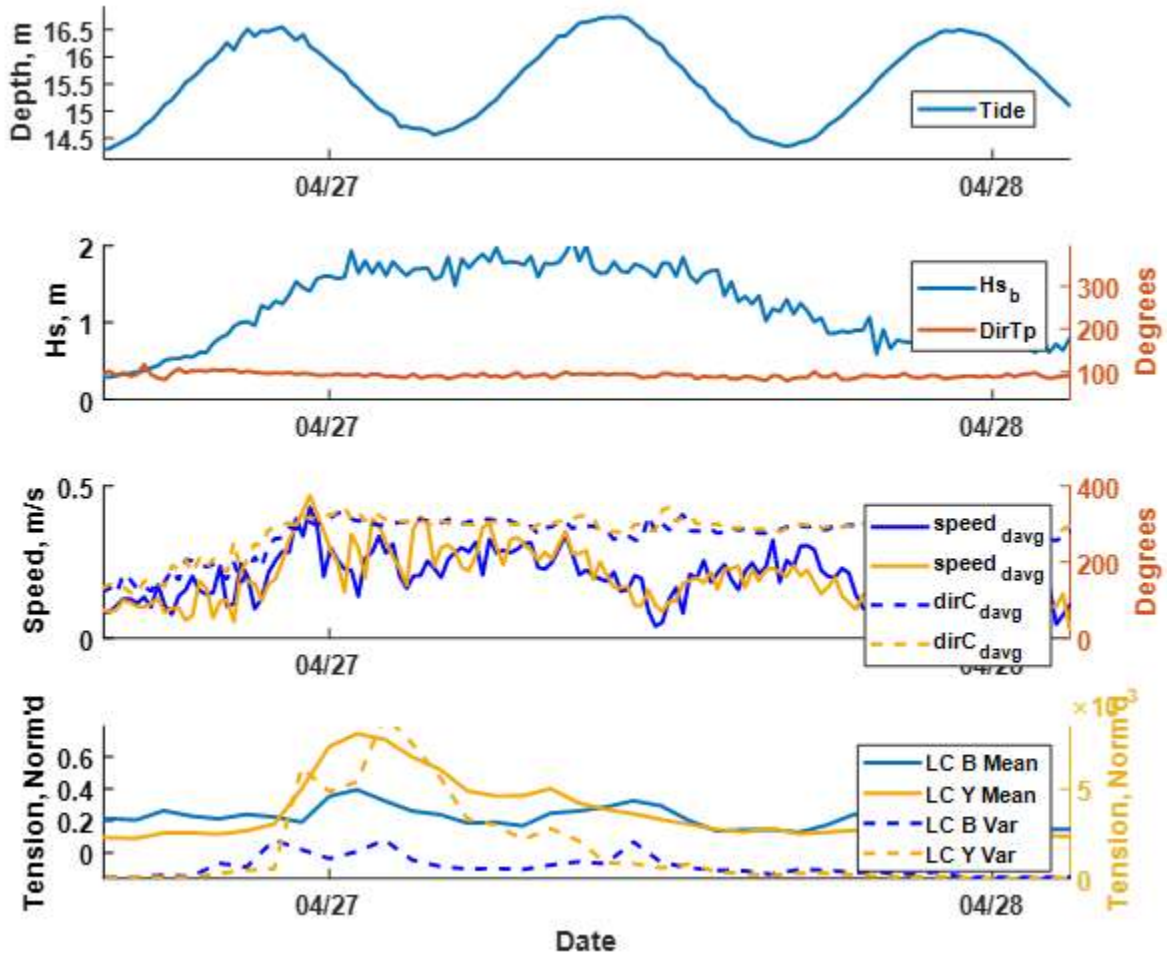 Depth, m
16.5
16
15.5
15
14.5
Tide
04/27
04/28
Hs, m
2
1
0
Hs_b
DirTp
300
200
100
Degrees
04/27
04/28
Speed, m/s
0.5
0
speed_davg
speed_davg
dirC_davg
dirC_davg
400
200
0
Degrees
04/27
04/28
Tension, Norm'd
0.6
0.4
0.2
0
LC B Mean
LC Y Mean
LC B Var
LC Y Var
5
0
Tension, Norm'd
04/27
04/28
Date